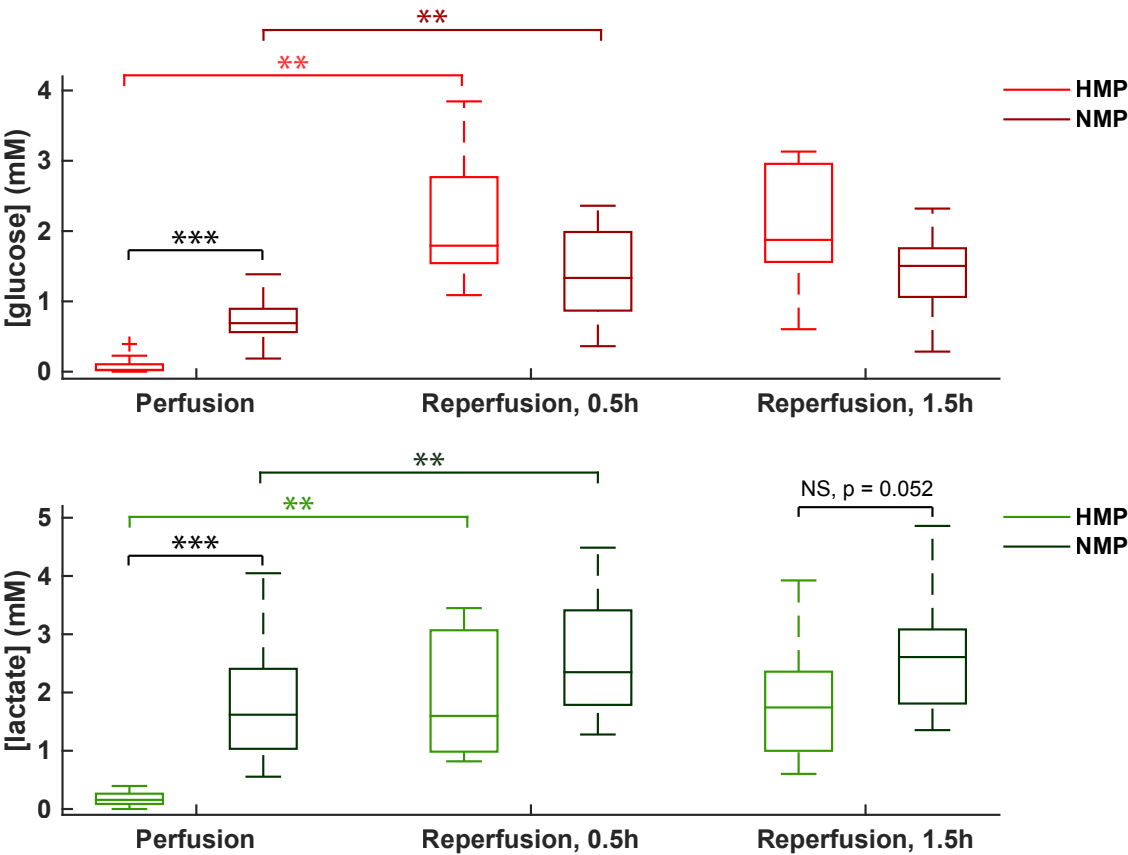 **
**
***
[glucose] (mM)
4
3
2
1
0
HMP
NMP
Perfusion
Reperfusion, 0.5h
Reperfusion, 1.5h
**
**
***
NS, p = 0.052
[lactate] (mM)
5
4
3
2
1
0
HMP
NMP
Perfusion
Reperfusion, 0.5h
Reperfusion, 1.5h